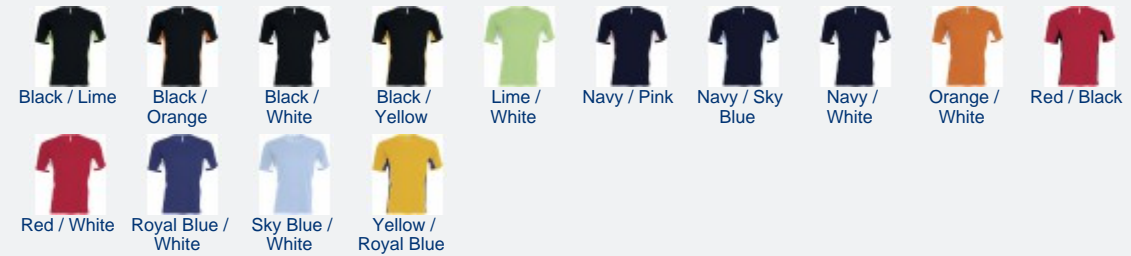 Black / Lime
Black /
Orange
Black /
White
Black /
Yellow
Lime /
White
Navy / Pink
Navy / Sky
Blue
Navy /
White
Orange /
White
Red / Black
Red / White
Royal Blue /
White
Sky Blue /
White
Yellow /
Royal Blue